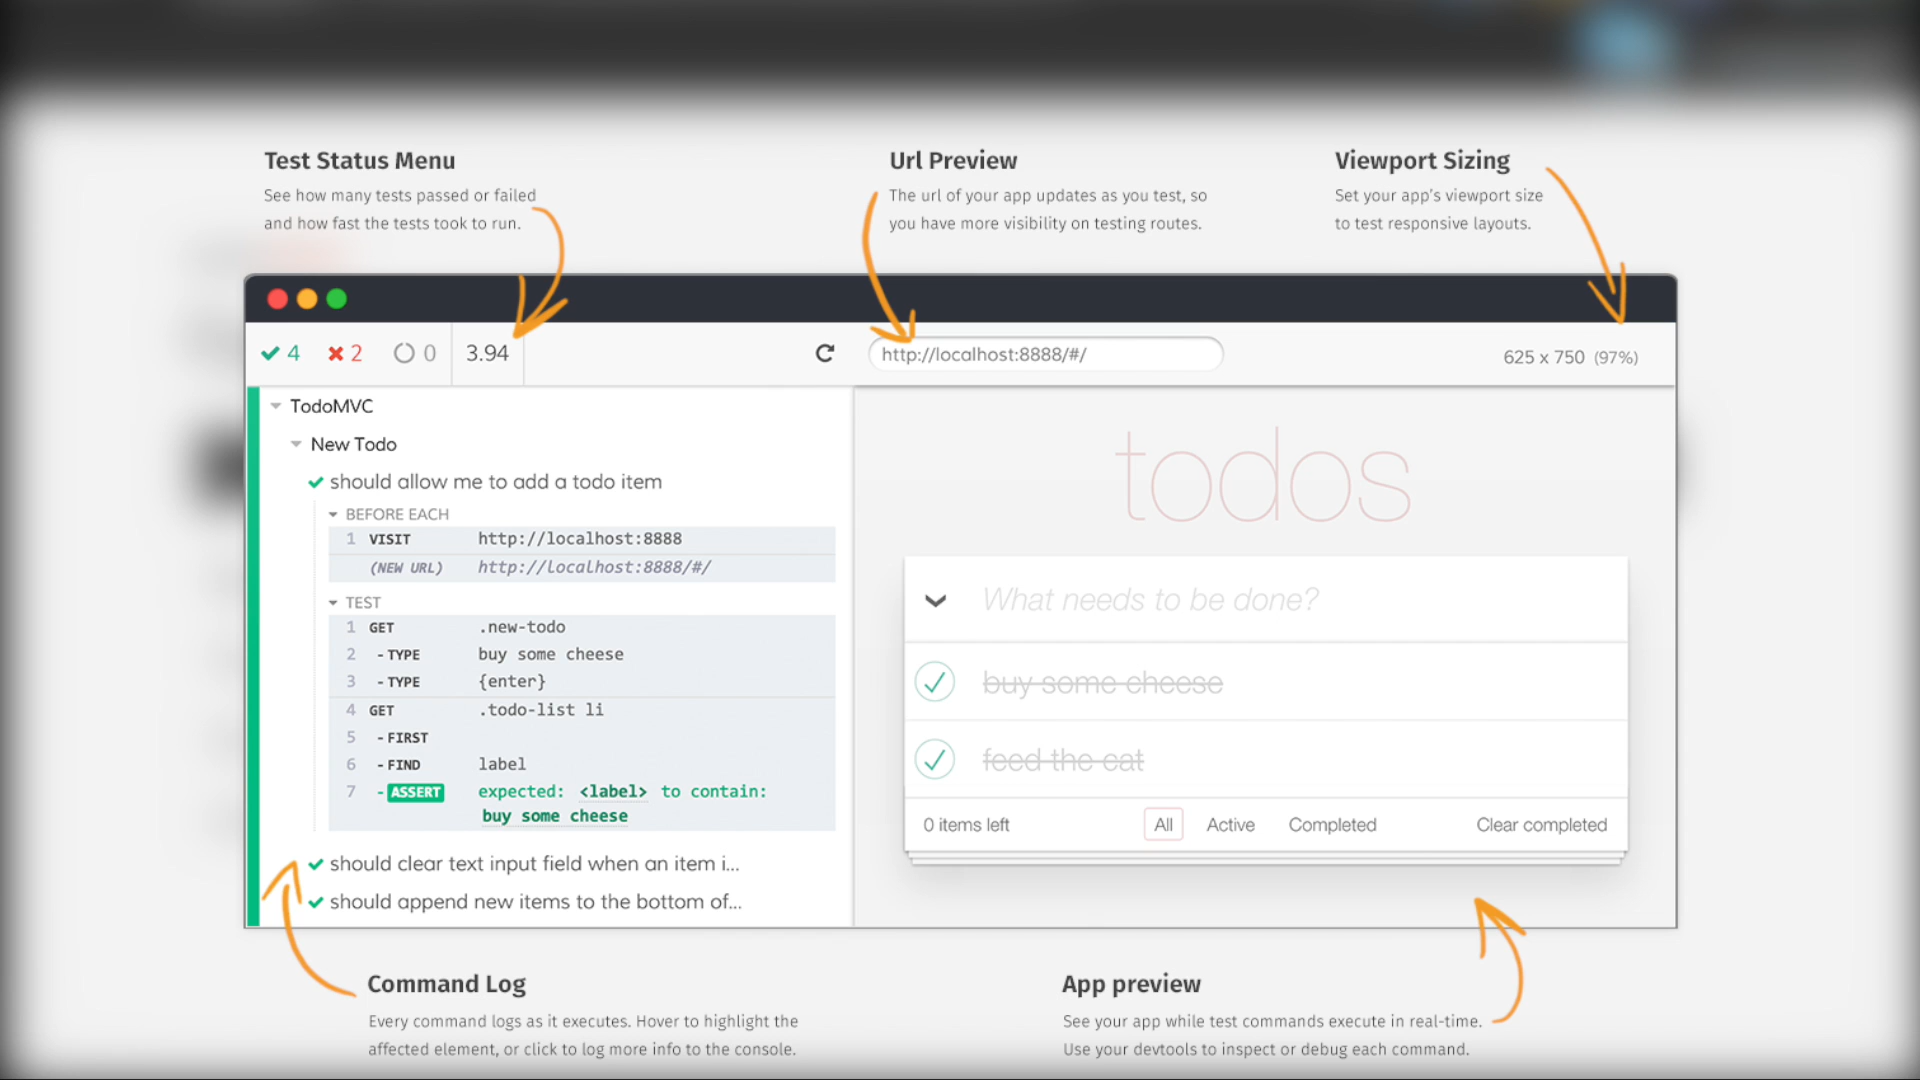 Test Status Menu
See how many tests passed or failed
and how fast the tests took to run.
Url Preview
The url of your app updates as you test, so
you have more visibility on testing routes.
Viewport Sizing
Set your app's viewport size
to test responsive layouts.
4 2 0 3.94
http://localhost:8888/#/
625 x 750 (97%)
TodoMVC
New Todo
should allow me to add a todo item
BEFORE EACH
1 VISIT http://localhost:8888
(NEW URL) http://localhost:8888/#/
TEST
1 GET .new-todo
2 -TYPE buy some cheese
3 -TYPE {enter}
4 GET .todo-list li
5 -FIRST
6 -FIND label
7 -ASSERT expected: <label> to contain:
buy some cheese
should clear text input field when an item i...
should append new items to the bottom of...
todos
What needs to be done?
buy some cheese
feed the cat
0 items left All Active Completed Clear completed
Command Log
Every command logs as it executes. Hover to highlight the
affected element, or click to log more info to the console.
App preview
See your app while test commands execute in real-time.
Use your devtools to inspect or debug each command.